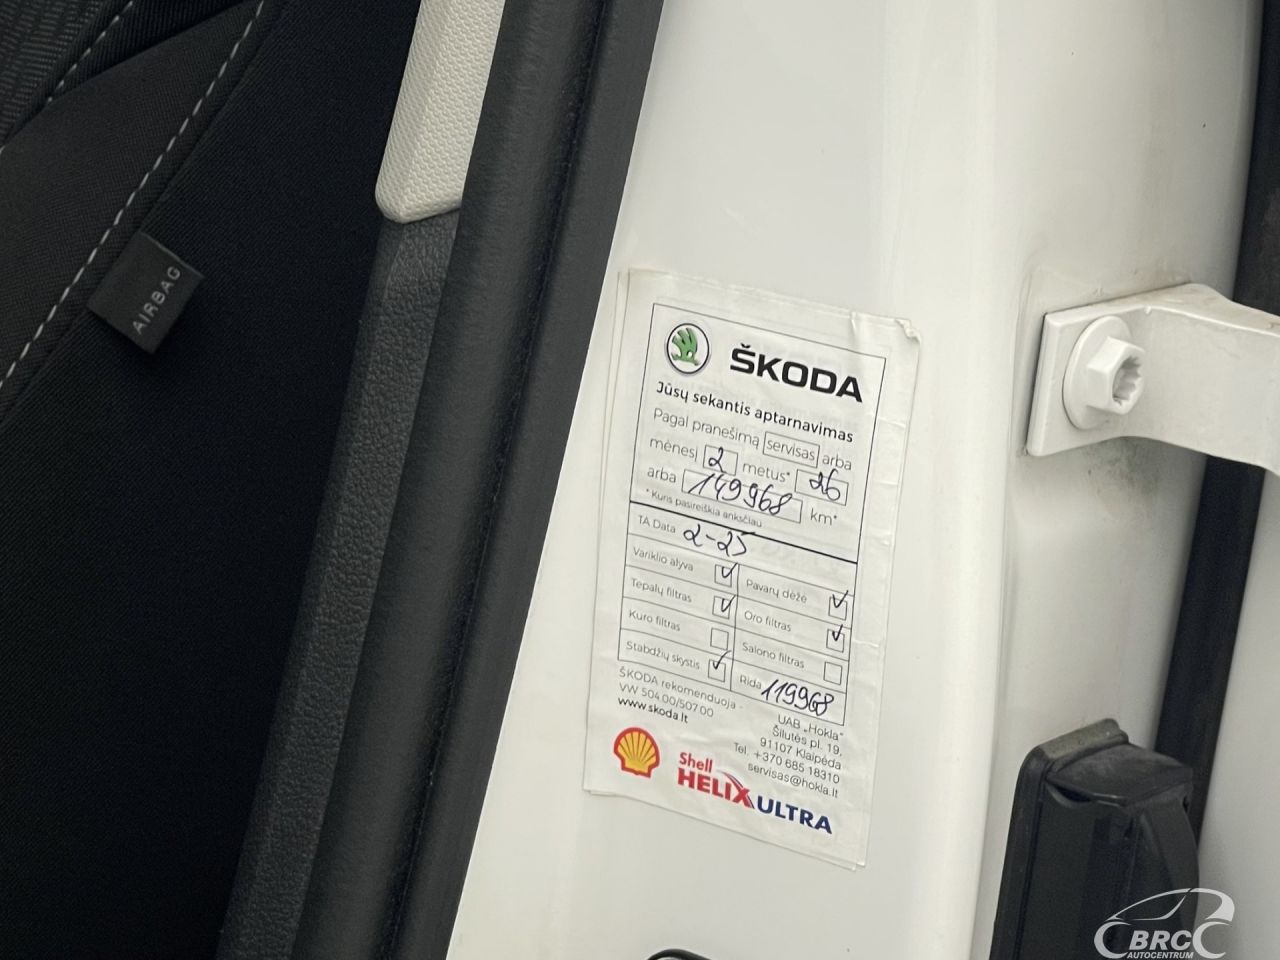 AIRBAG
ŠKODA
Jūsų sekantis aptarnavimas
Pagal pranešimą servisas arba
mėnesį 2 metus* 26
arba 149968 km*
* Kuris pasireiškia anksčiau
TA Data 2-25
Variklio alyva ✓ Pavarų dėžė ✓
Tepalų filtras ✓ Oro filtras ✓
Kuro filtras Salono filtras
Stabdžių skystis ✓ Rida 119968
ŠKODA rekomenduoja -
VW 504 00/507 00
www.skoda.lt
UAB „Hokla"
Šilutės pl. 19,
91107 Klaipėda
Tel. +370 685 18310
servisas@hokla.lt
Shell
HELIX ULTRA
BRC
AUTOCENTRUM